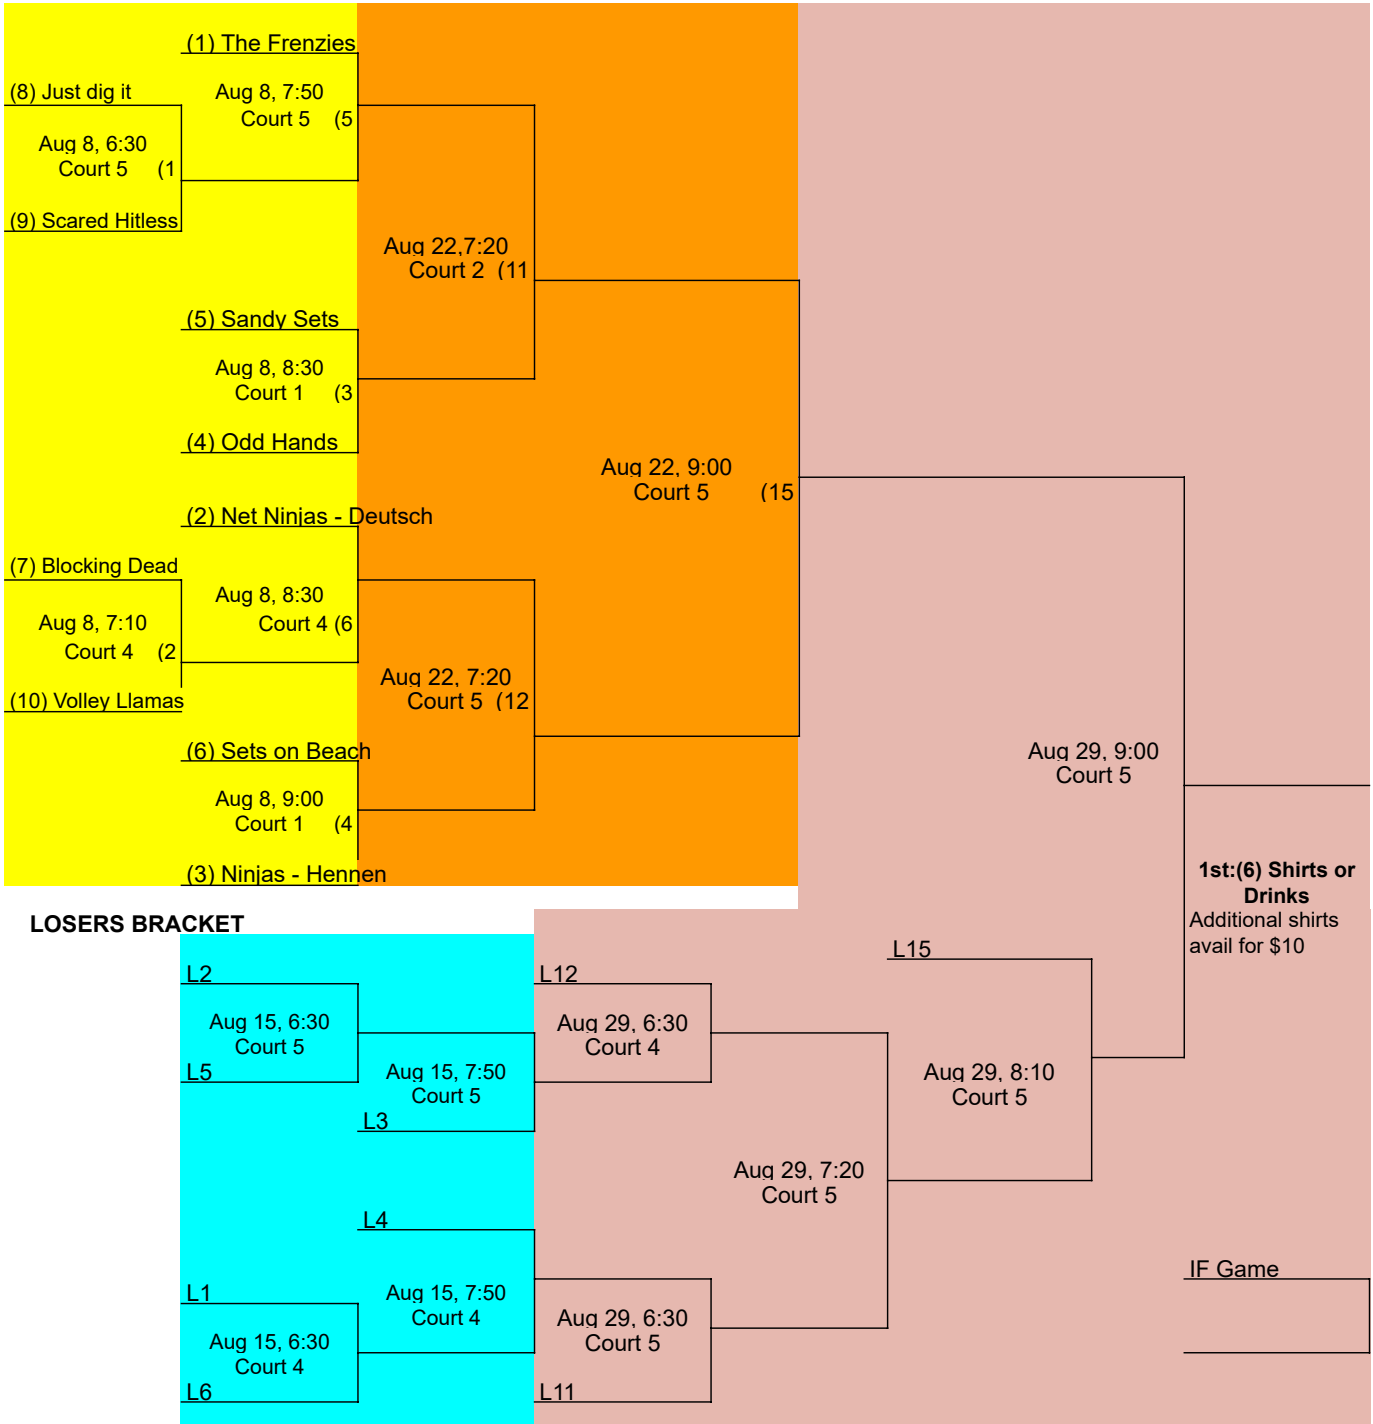 (1) The Frenzies
(8) Just dig it
Aug 8, 7:50
Court 5 (5
Aug 8, 6:30
Court 5 (1
(9) Scared Hitless
Aug 22,7:20
Court 2 (11
(5) Sandy Sets
Aug 8, 8:30
Court 1 (3
(4) Odd Hands
Aug 22, 9:00
Court 5 (15
(2) Net Ninjas - Deutsch
(7) Blocking Dead
Aug 8, 8:30
Court 4 (6
Aug 8, 7:10
Court 4 (2
Aug 22, 7:20
Court 5 (12
(10) Volley Llamas
(6) Sets on Beach
Aug 29, 9:00
Court 5
Aug 8, 9:00
Court 1 (4
(3) Ninjas - Hennen
1st:(6) Shirts or
Drinks
Additional shirts
avail for $10
LOSERS BRACKET
L15
L2
L12
Aug 15, 6:30
Court 5
Aug 29, 6:30
Court 4
L5
Aug 15, 7:50
Court 5
Aug 29, 8:10
Court 5
L3
Aug 29, 7:20
Court 5
L4
IF Game
L1
Aug 15, 7:50
Court 4
Aug 29, 6:30
Court 5
Aug 15, 6:30
Court 4
L6
L11